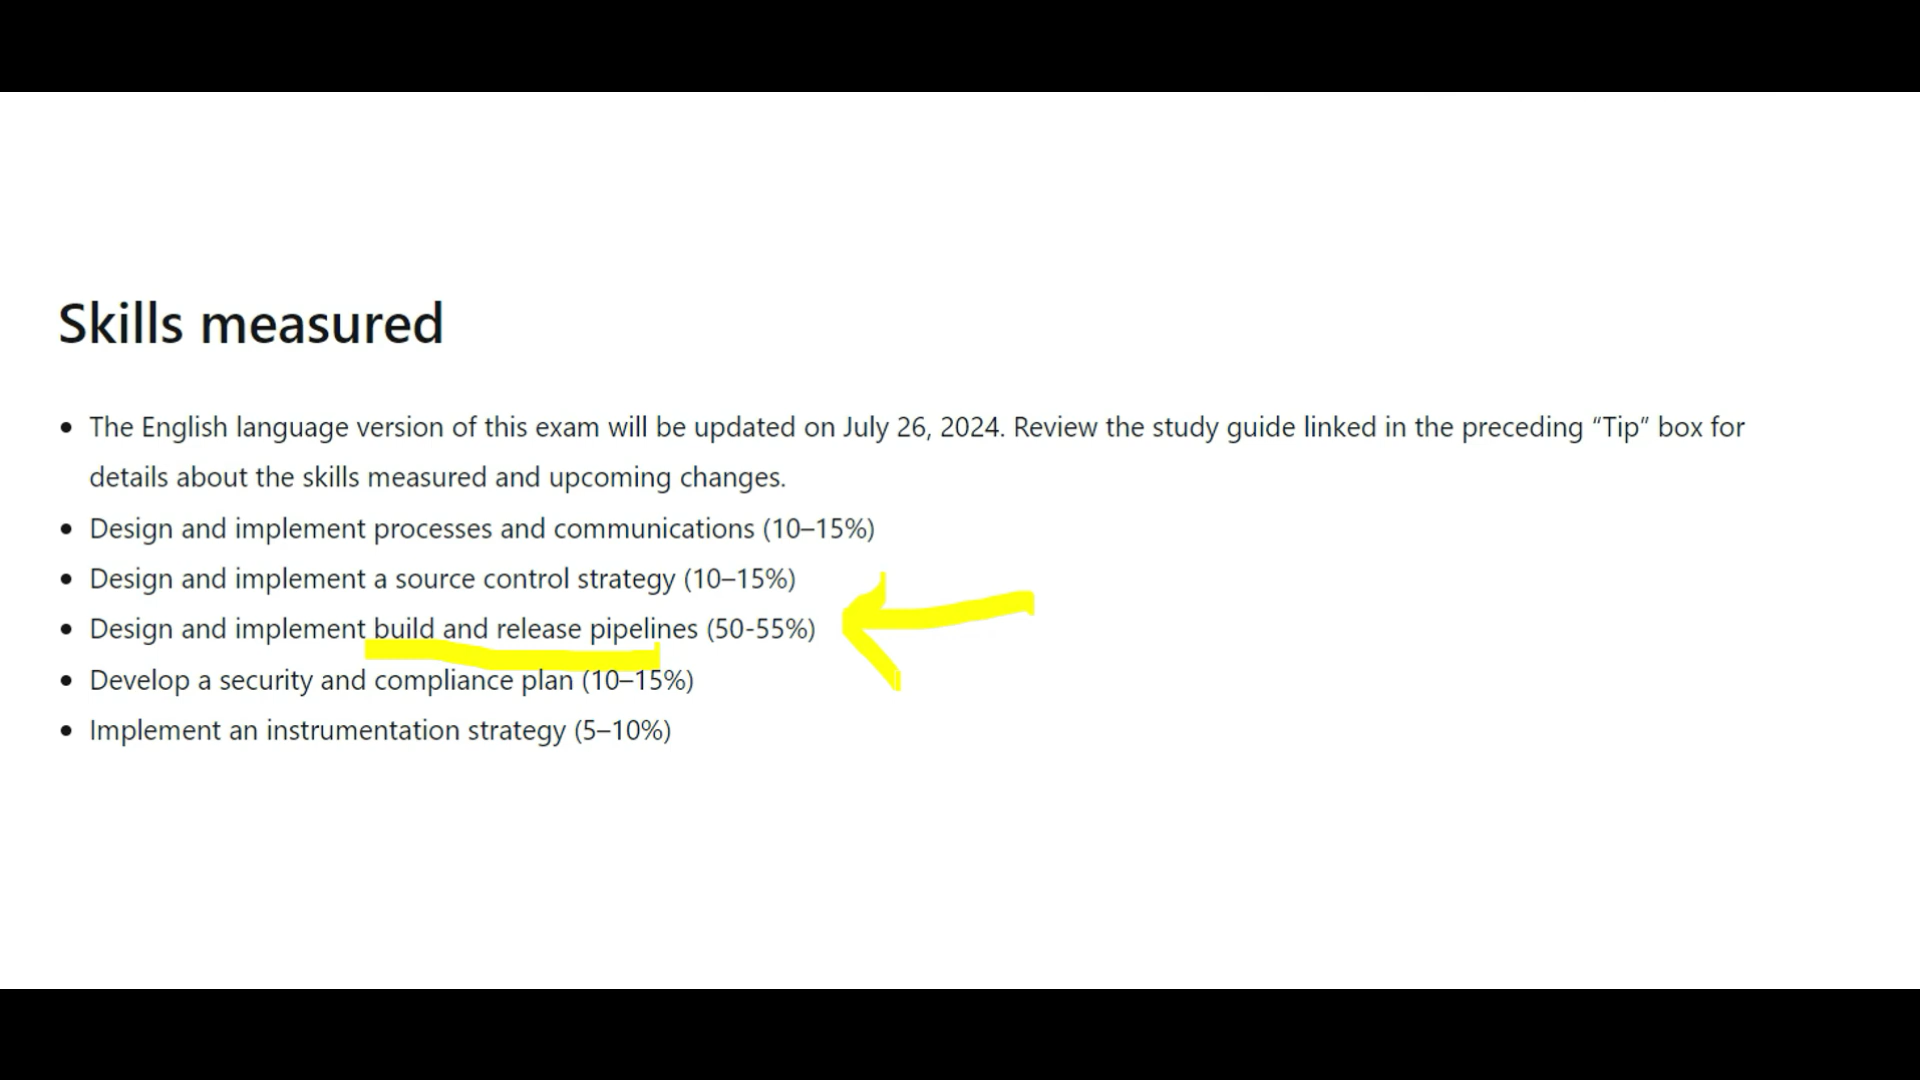 Skills measured
• The English language version of this exam will be updated on July 26, 2024. Review the study guide linked in the preceding “Tip” box for
details about the skills measured and upcoming changes.
• Design and implement processes and communications (10–15%)
• Design and implement a source control strategy (10–15%)
• Design and implement build and release pipelines (50-55%)
• Develop a security and compliance plan (10–15%)
• Implement an instrumentation strategy (5–10%)